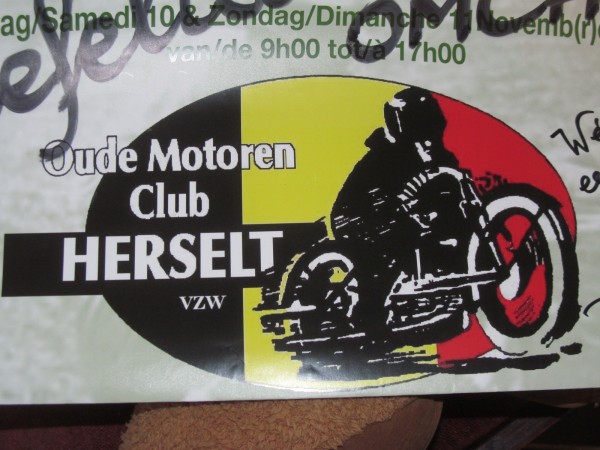 ag/Samedi 10 & Zondag/Dimanche 11 Novemb(r)e
van/de 9h00 tot/à 17h00
Oude Motoren
Club
HERSELT
VZW